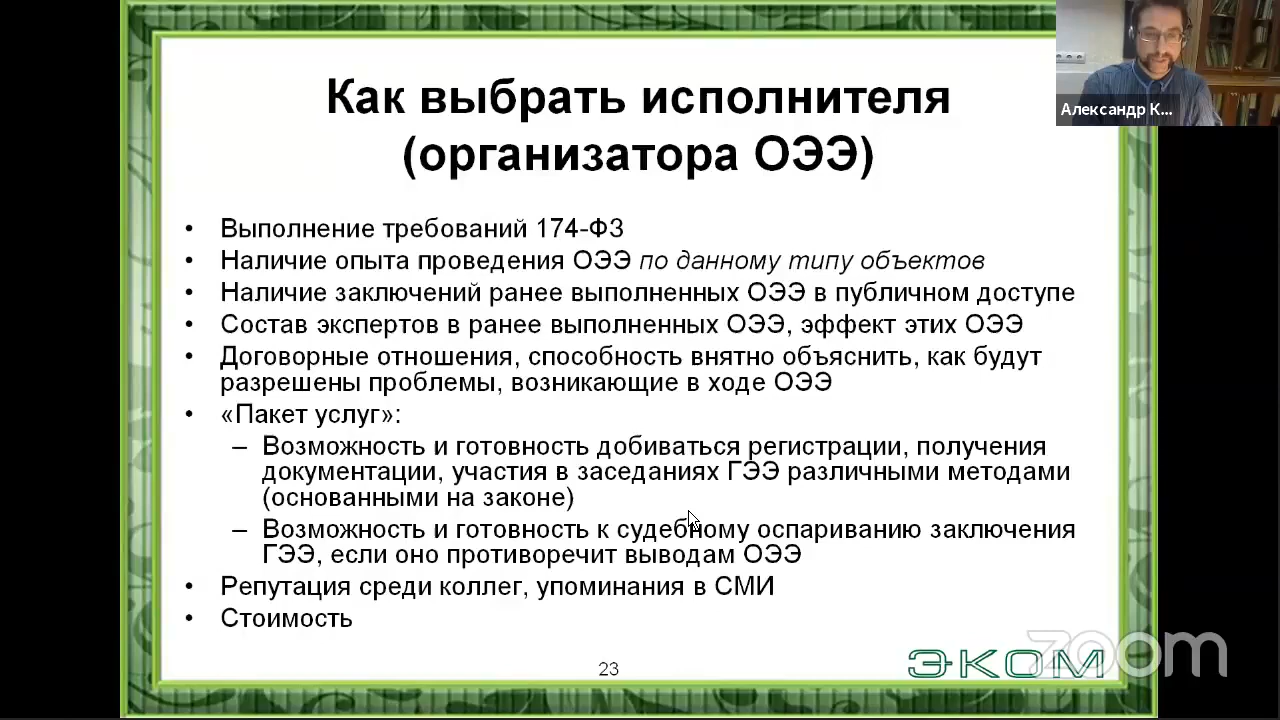 Как выбрать исполнителя
(организатора ОЭЭ)
Александр К...
• Выполнение требований 174-ФЗ
• Наличие опыта проведения ОЭЭ по данному типу объектов
• Наличие заключений ранее выполненных ОЭЭ в публичном доступе
• Состав экспертов в ранее выполненных ОЭЭ, эффект этих ОЭЭ
• Договорные отношения, способность внятно объяснить, как будут
разрешены проблемы, возникающие в ходе ОЭЭ
• «Пакет услуг»:
– Возможность и готовность добиваться регистрации, получения
документации, участия в заседаниях ГЭЭ различными методами
(основанными на законе)
– Возможность и готовность к судебному оспариванию заключения
ГЭЭ, если оно противоречит выводам ОЭЭ
• Репутация среди коллег, упоминания в СМИ
• Стоимость
23
ЭКОМ
zoom